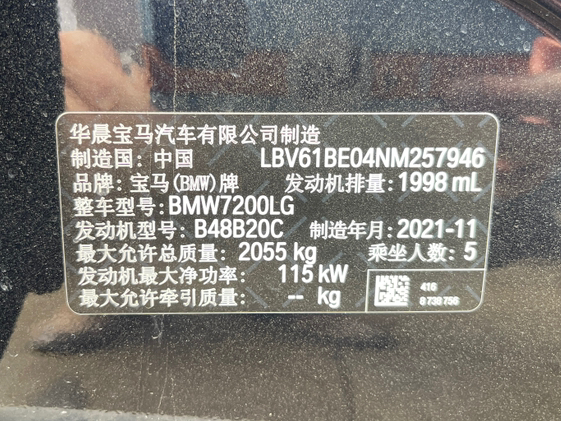 华晨宝马汽车有限公司制造
制造国: 中国 LBV61BE04NM257946
品牌: 宝马(BMW)牌 发动机排量: 1998 mL
整车型号: BMW7200LG
发动机型号: B48B20C 制造年月: 2021-11
最大允许总质量: 2055 kg 乘坐人数: 5
发动机最大净功率: 115 kW
最大允许牵引质量: -- kg
416
8 738 756